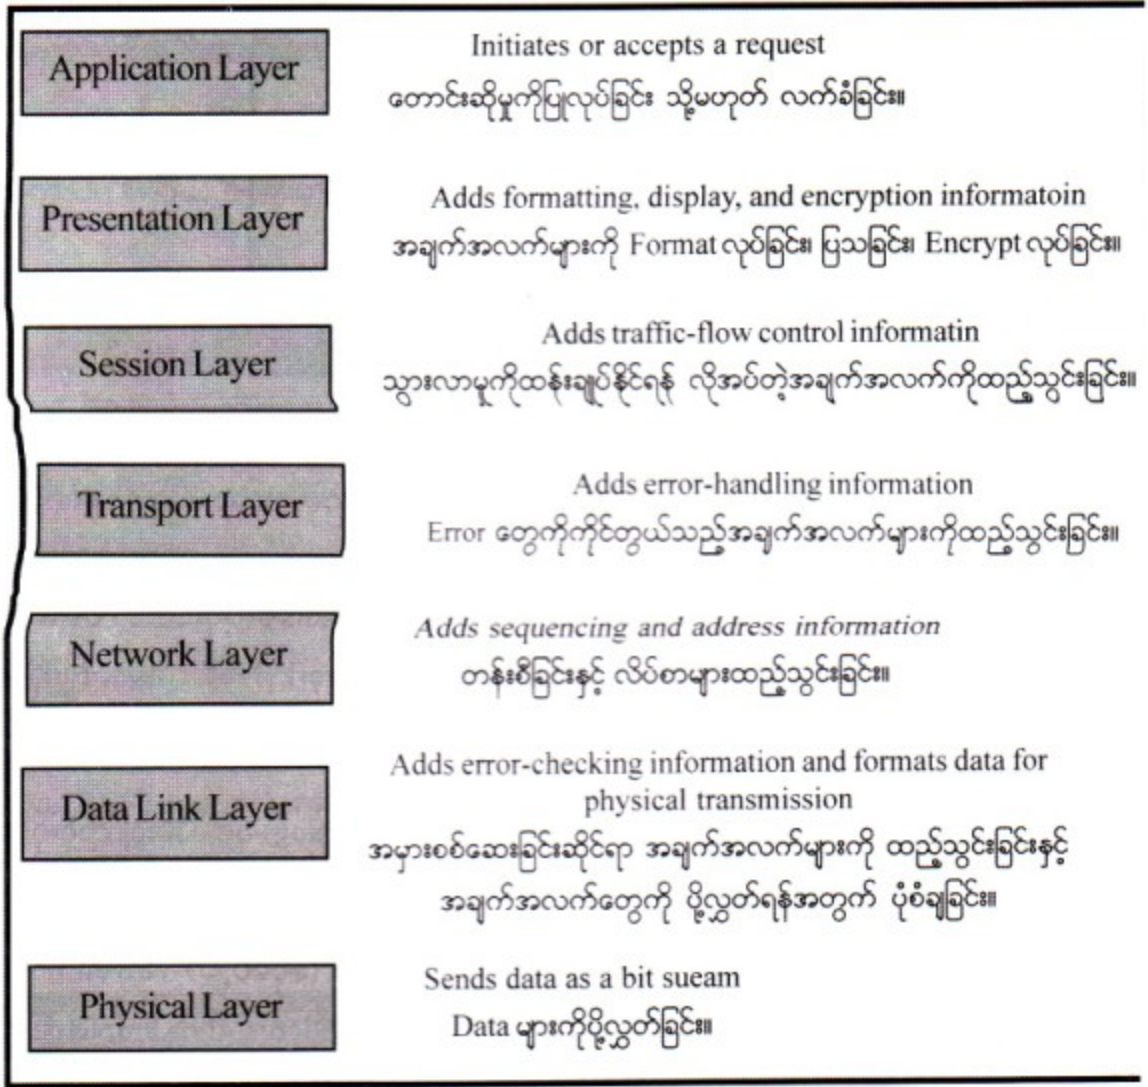 Application Layer
Initiates or accepts a request
တောင်းဆိုမှုကိုပြုလုပ်ခြင်း သို့မဟုတ် လက်ခံခြင်း။
Presentation Layer
Adds formatting, display, and encryption informatoin
အချက်အလက်များကို Format လုပ်ခြင်း၊ ပြသခြင်း၊ Encrypt လုပ်ခြင်း။
Session Layer
Adds traffic-flow control informatin
သွားလာမှုကိုထန်းချုပ်နိုင်ရန် လိုအပ်တဲ့အချက်အလက်ကိုထည့်သွင်းခြင်း။
Transport Layer
Adds error-handling information
Error တွေကိုကိုင်တွယ်သည့်အချက်အလက်များကိုထည့်သွင်းခြင်း။
Network Layer
Adds sequencing and address information
တန်းစီခြင်းနှင့် လိပ်စာများထည့်သွင်းခြင်း။
Data Link Layer
Adds error-checking information and formats data for
physical transmission
အမှားစစ်ဆေးခြင်းဆိုင်ရာ အချက်အလက်များကို ထည့်သွင်းခြင်းနှင့်
အချက်အလက်တွေကို ပို့လွှတ်ရန်အတွက် ပုံစံချခြင်း။
Physical Layer
Sends data as a bit sueam
Data များကိုပို့လွှတ်ခြင်း။